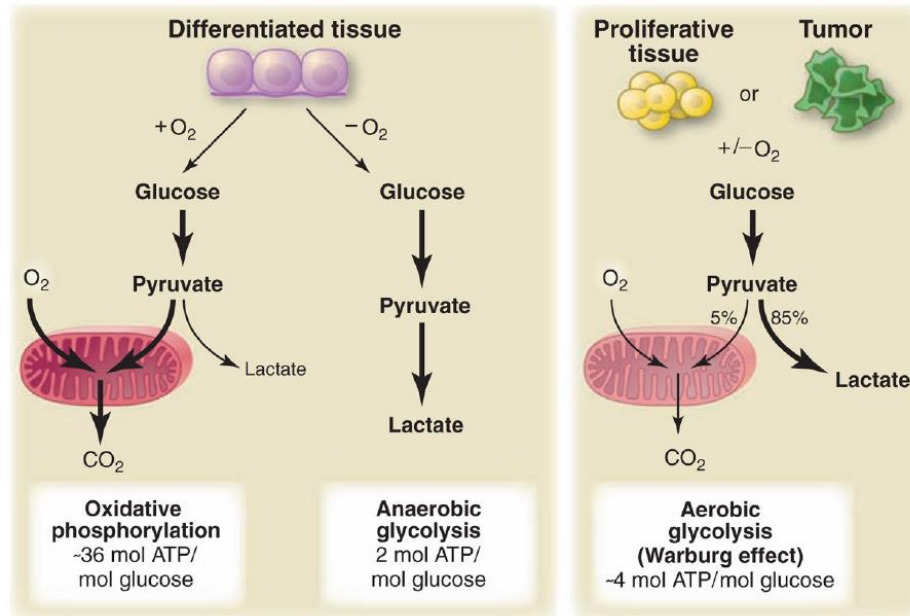 Differentiated tissue
+O₂
−O₂
Glucose
Glucose
O₂
Pyruvate
Pyruvate
Lactate
Lactate
CO₂
Oxidative
phosphorylation
~36 mol ATP/
mol glucose
Anaerobic
glycolysis
2 mol ATP/
mol glucose
Proliferative
tissue
or
Tumor
+/−O₂
Glucose
O₂
Pyruvate
5%
85%
Lactate
CO₂
Aerobic
glycolysis
(Warburg effect)
~4 mol ATP/mol glucose